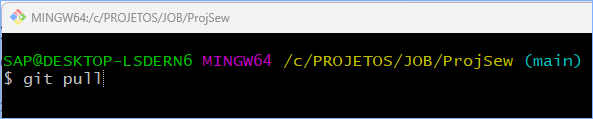 MINGW64:/c/PROJETOS/JOB/ProjSew
SAP@DESKTOP-LSDERN6 MINGW64 /c/PROJETOS/JOB/ProjSew (main)
$ git pull